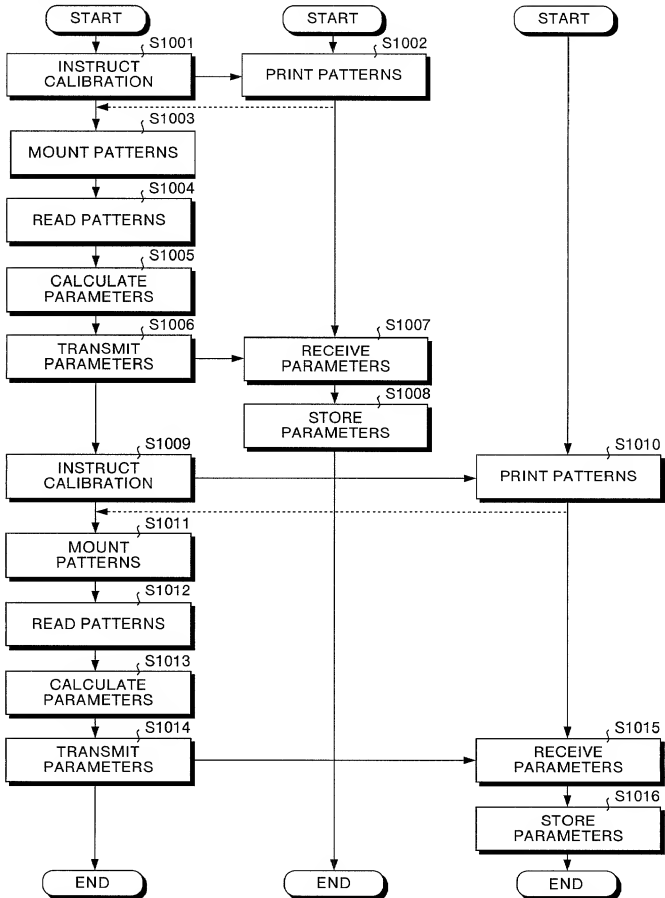 START
START
START
S1001
INSTRUCT
CALIBRATION
S1002
PRINT PATTERNS
S1003
MOUNT PATTERNS
S1004
READ PATTERNS
S1005
CALCULATE
PARAMETERS
S1006
TRANSMIT
PARAMETERS
S1007
RECEIVE
PARAMETERS
S1008
STORE
PARAMETERS
S1009
INSTRUCT
CALIBRATION
S1010
PRINT PATTERNS
S1011
MOUNT
PATTERNS
S1012
READ PATTERNS
S1013
CALCULATE
PARAMETERS
S1014
TRANSMIT
PARAMETERS
S1015
RECEIVE
PARAMETERS
S1016
STORE
PARAMETERS
END
END
END